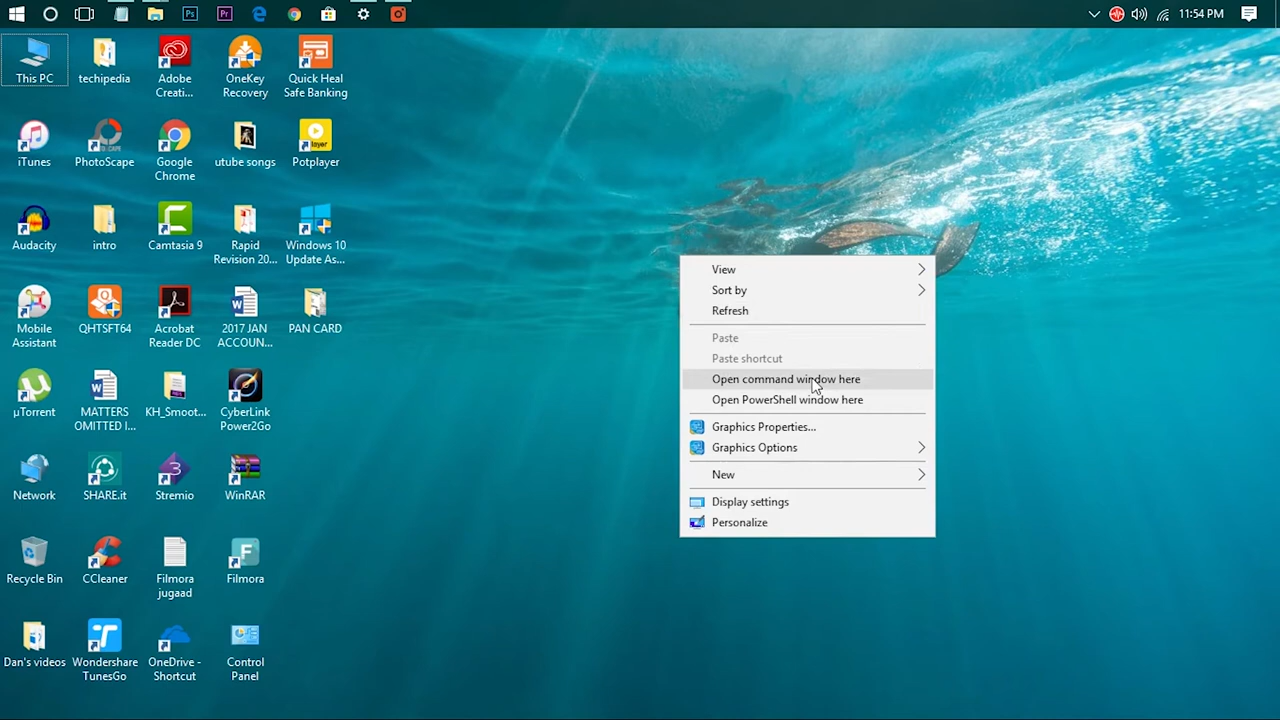 11:54 PM
This PC
techipedia
Adobe
Creati...
OneKey
Recovery
Quick Heal
Safe Banking
iTunes
PhotoScape
Google
Chrome
utube songs
Potplayer
Audacity
intro
Camtasia 9
Rapid
Revision 20...
Windows 10
Update As...
Mobile
Assistant
QHTSFT64
Acrobat
Reader DC
2017 JAN
ACCOUN...
PAN CARD
µTorrent
MATTERS
OMITTED I...
KH_Smoot...
CyberLink
Power2Go
Network
SHARE.it
Stremio
WinRAR
Recycle Bin
CCleaner
Filmora
jugaad
Filmora
Dan's videos
Wondershare
TunesGo
OneDrive -
Shortcut
Control
Panel
View
Sort by
Refresh
Paste
Paste shortcut
Open command window here
Open PowerShell window here
Graphics Properties...
Graphics Options
New
Display settings
Personalize